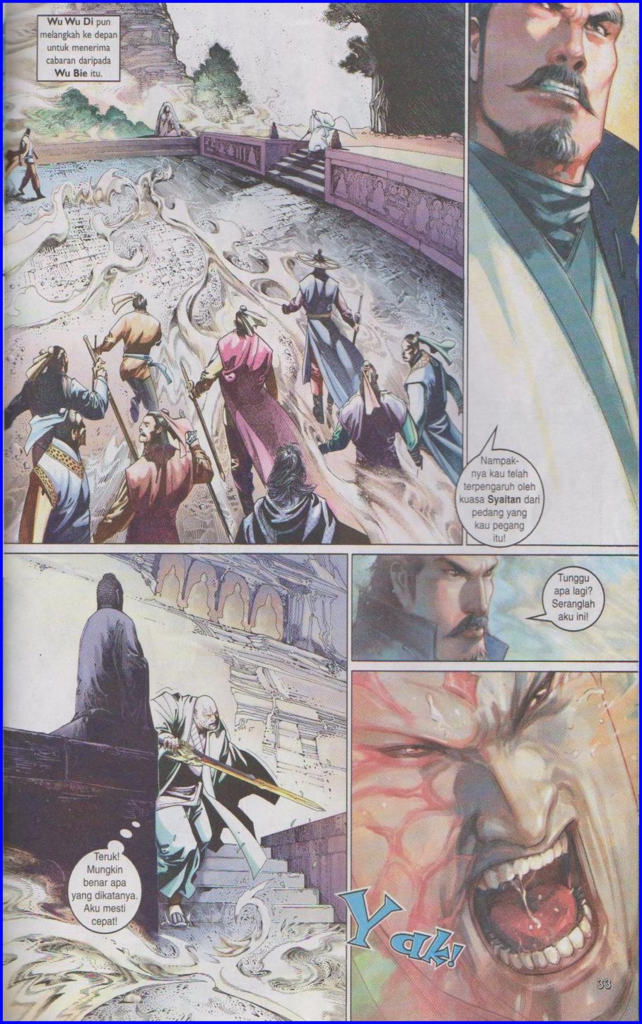 Wu Wu Di pun
melangkah ke depan
untuk menerima
cabaran daripada
Wu Bie itu.
Nampak-
nya kau telah
terpengaruh oleh
kuasa Syaitan dari
pedang yang
kau pegang
itu!
Tunggu
apa lagi?
Seranglah
aku ini!
Teruk!
Mungkin
benar apa
yang dikatanya.
Aku mesti
cepat!
Yak!
33